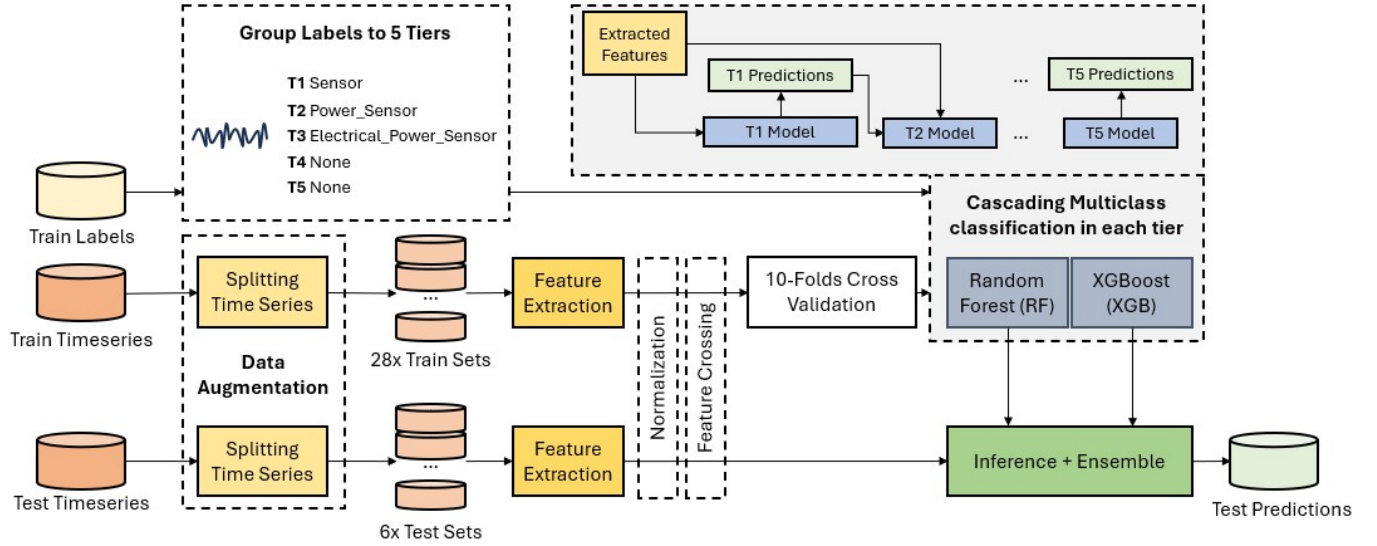 Group Labels to 5 Tiers
T1 Sensor
T2 Power_Sensor
T3 Electrical_Power_Sensor
T4 None
T5 None
Extracted
Features
T1 Predictions
...
T5 Predictions
T1 Model
T2 Model
...
T5 Model
Train Labels
Cascading Multiclass
classification in each tier
Random
Forest (RF)
XGBoost
(XGB)
Train Timeseries
Splitting
Time Series
...
28x Train Sets
Feature
Extraction
Normalization
Feature Crossing
10-Folds Cross
Validation
Data
Augmentation
Test Timeseries
Splitting
Time Series
...
6x Test Sets
Feature
Extraction
Inference + Ensemble
Test Predictions